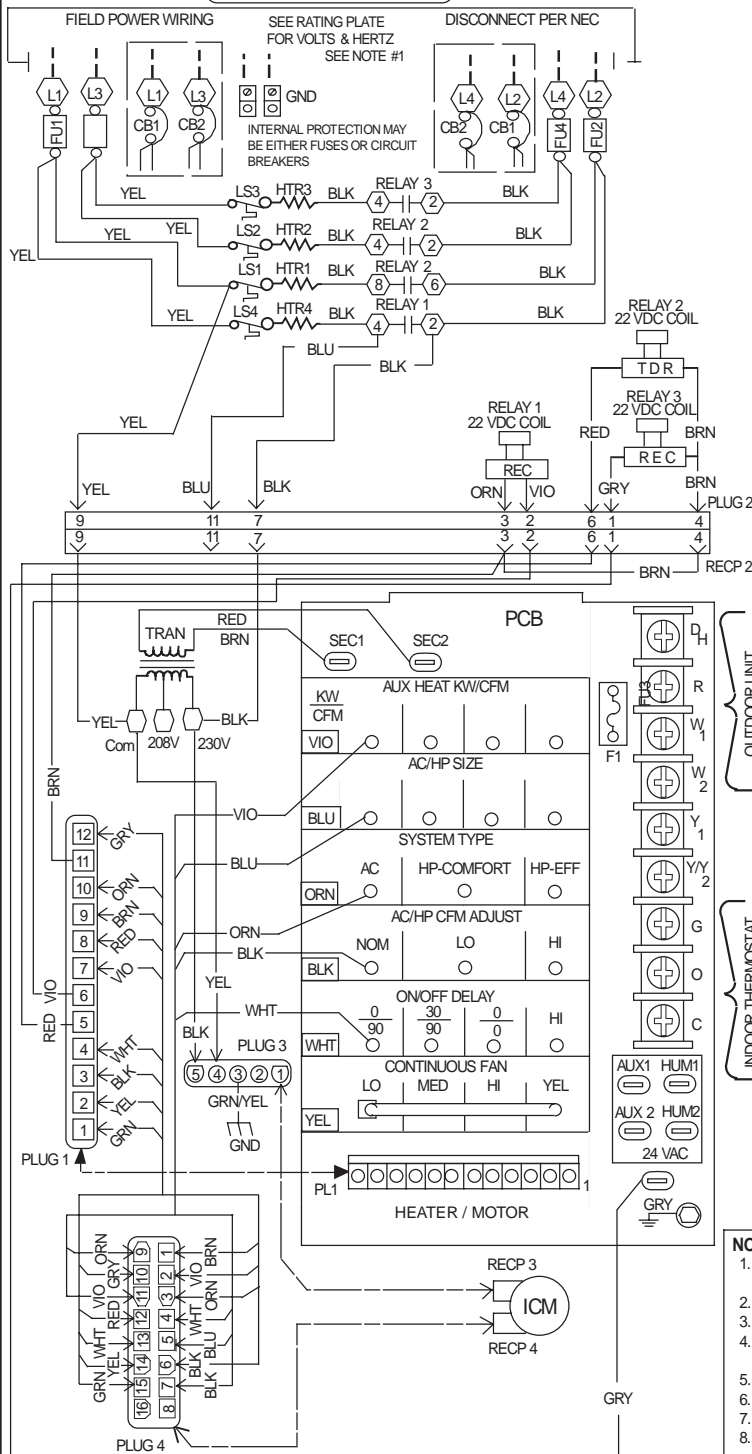 FIELD POWER WIRING
SEE RATING PLATE
FOR VOLTS & HERTZ
SEE NOTE #1
DISCONNECT PER NEC
L1 L3 L1 L3
GND
L4 L2 L4 L2
FU1 CB1 CB2
CB2 CB1 FU4 FU2
INTERNAL PROTECTION MAY
BE EITHER FUSES OR CIRCUIT
BREAKERS
YEL LS3 HTR3 BLK 4 RELAY 3 2 BLK
YEL LS2 HTR2 BLK 4 RELAY 2 2 BLK
YEL YEL LS1 HTR1 BLK 8 RELAY 2 6 BLK
YEL LS4 HTR4 BLK 4 RELAY 1 2 BLK
BLU
BLK
RELAY 2
22 VDC COIL
TDR
RELAY 3
22 VDC COIL
RED BRN
REC
RELAY 1
22 VDC COIL
REC
YEL
YEL BLU BLK ORN VIO GRY BRN
PLUG 2
9 11 7 3 2 6 1 4
9 11 7 3 2 6 1 4
RECP 2
BRN
TRAN
RED
BRN
PCB
SEC1 SEC2
YEL BLK
Com 208V 230V
AUX HEAT KW/CFM
KW
CFM
VIO
FU3
F1
AC/HP SIZE
BLU
SYSTEM TYPE
AC HP-COMFORT HP-EFF
ORN
AC/HP CFM ADJUST
NOM LO HI
BLK
ON/OFF DELAY
0 30 0 HI
90 90 0
WHT
CONTINUOUS FAN
LO MED HI YEL
YEL
DH
R
W1
W2
Y1
Y/Y2
G
O
C
OUTDOOR UNIT
INDOOR THERMOSTAT
AUX1 HUM1
AUX 2 HUM2
24 VAC
GRY
PL1
1
HEATER / MOTOR
BRN
VIO
BLU
ORN
BLK
YEL
WHT
BLK
PLUG 3
5 4 3 2 1
GRN/YEL
GND
12 GRY
11
10 ORN
9 BRN
8 RED
7 VIO
6
5
4 WHT
3 BLK
2 YEL
1 GRN
RED VIO
PLUG 1
ORN 9 1 BRN
GRY 10 2 VIO
VIO 11 3 ORN
RED 12 4 WHT
WHT 13 5 BLU
YEL 14 6 BLK
GRN 15 7 BLK
16 8
PLUG 4
RECP 3
ICM
RECP 4
GRY
NO
1.
2.
3.
4.
5.
6.
7.
8.